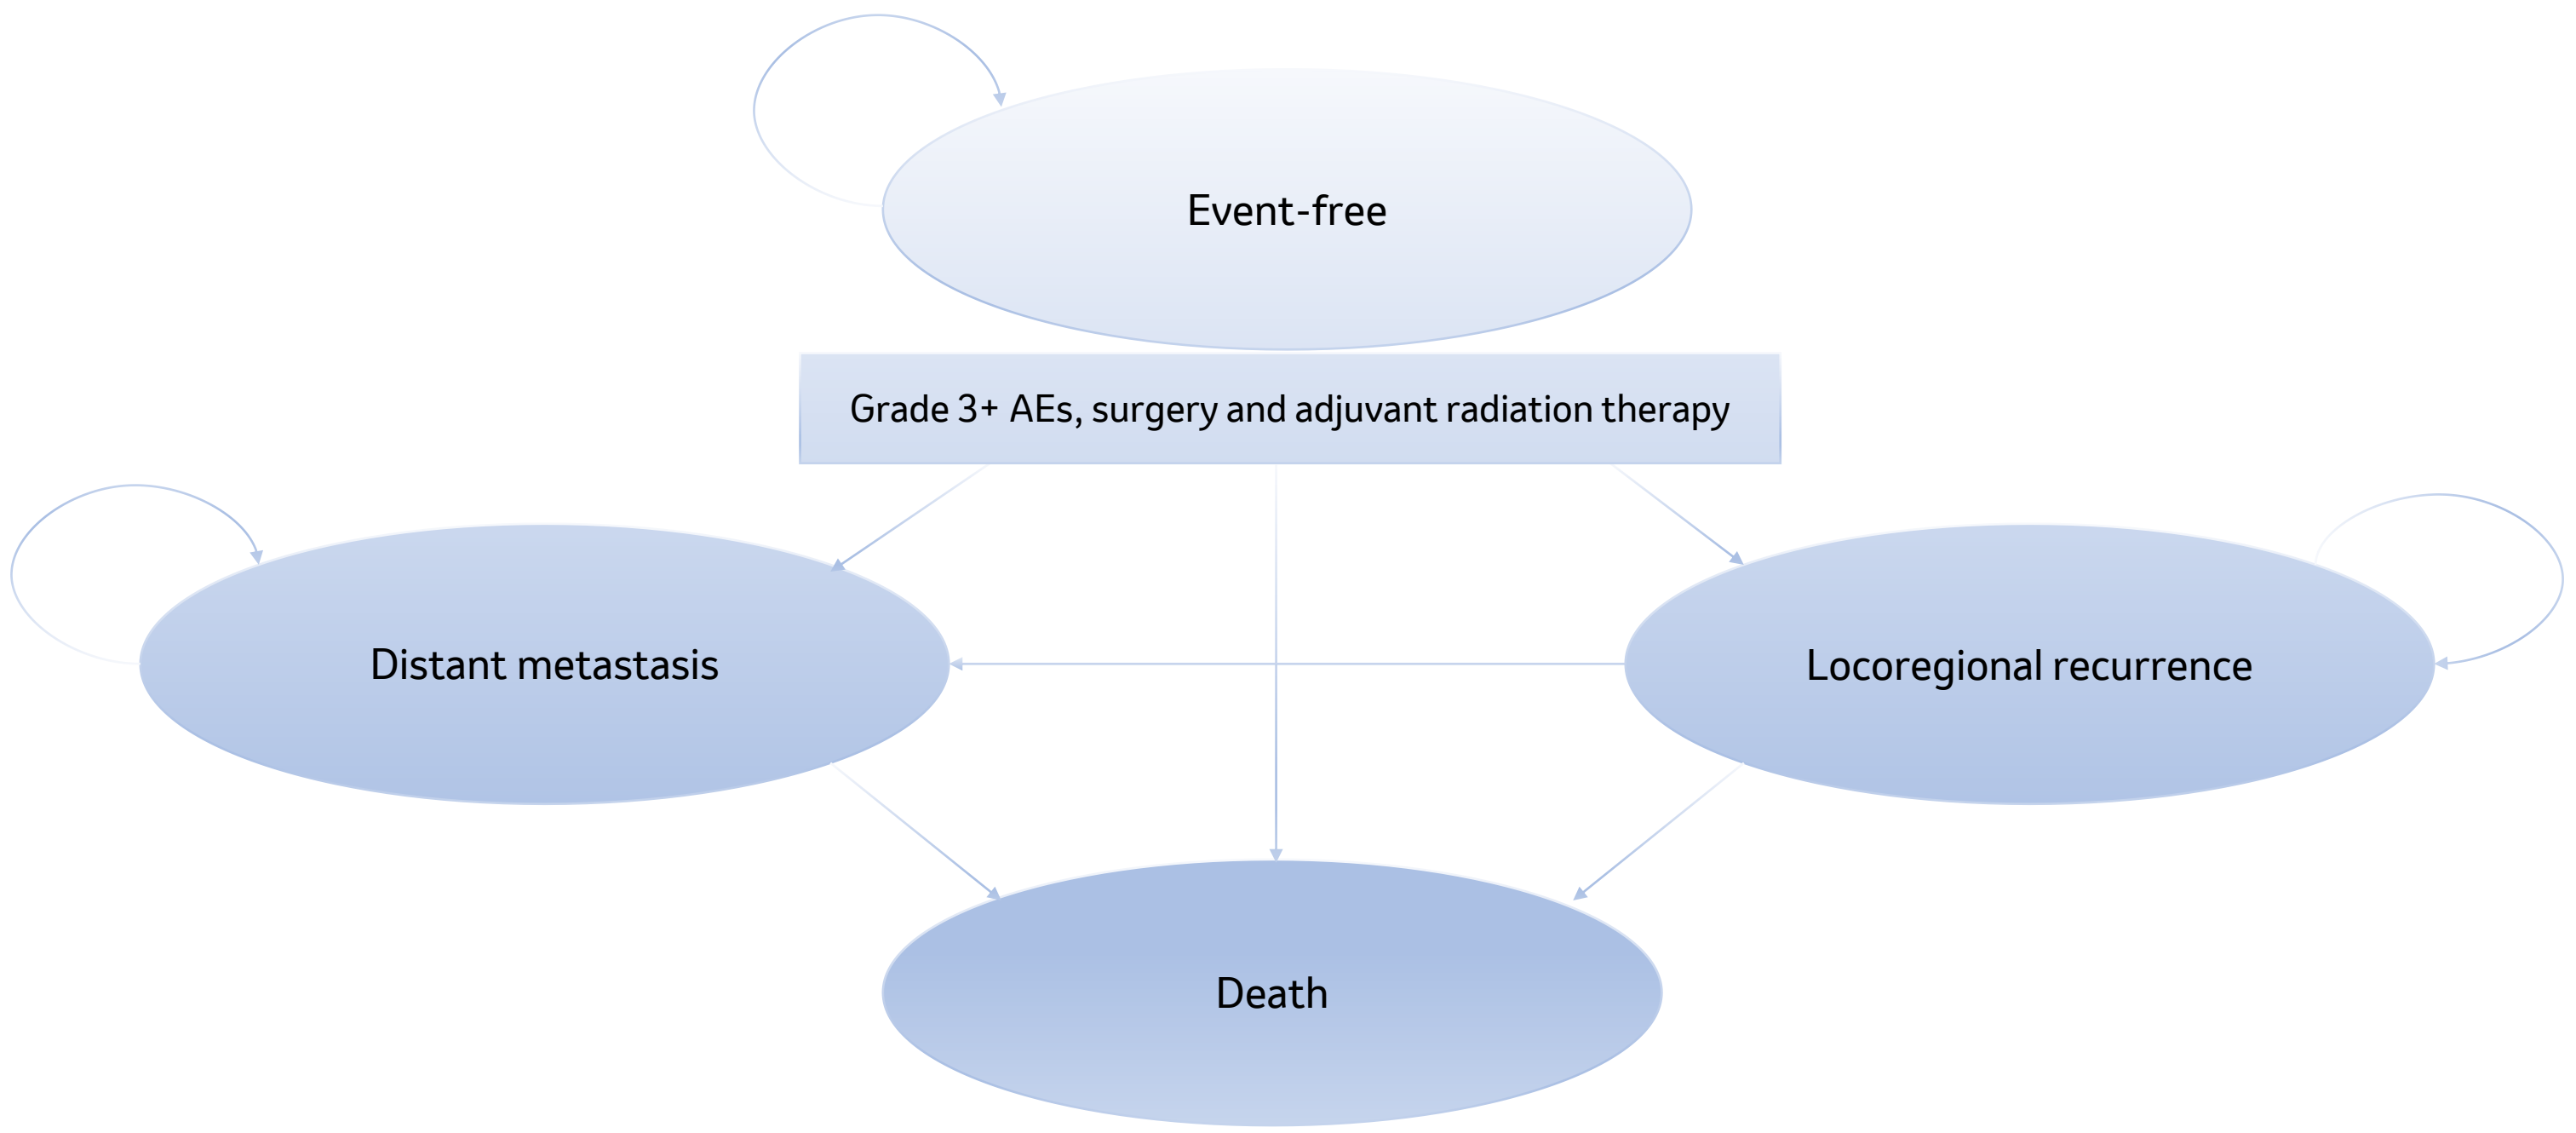 Event-free
Grade 3+ AEs, surgery and adjuvant radiation therapy
Distant metastasis
Locoregional recurrence
Death